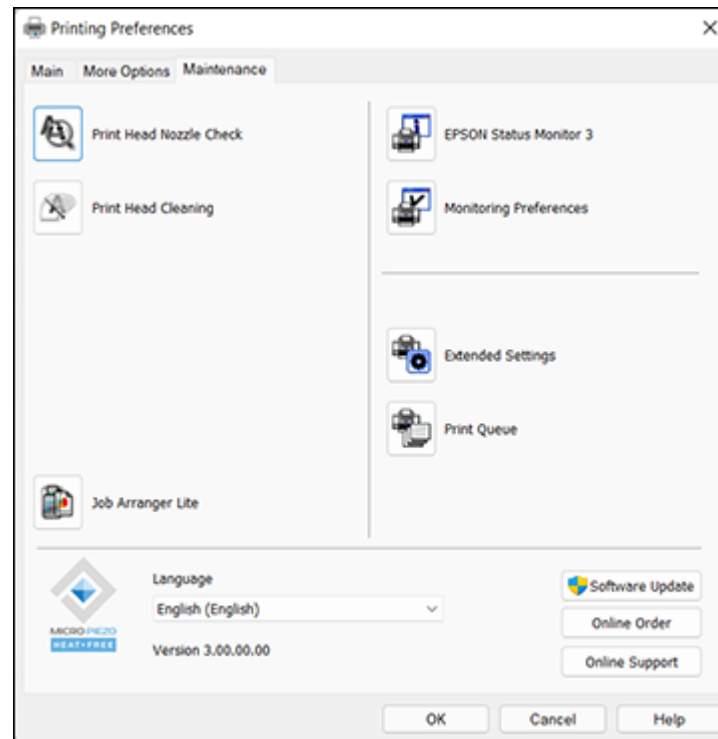 Printing Preferences
Main
More Options
Maintenance
Print Head Nozzle Check
Print Head Cleaning
Job Arranger Lite
EPSON Status Monitor 3
Monitoring Preferences
Extended Settings
Print Queue
MICRO PIEZO
HEAT-FREE
Language
English (English)
Version 3.00.00.00
Software Update
Online Order
Online Support
OK
Cancel
Help